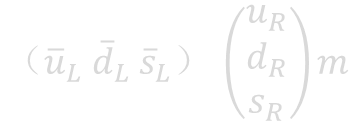 (ū_L d̄_L s̄_L) (u_R
d_R
s_R) m